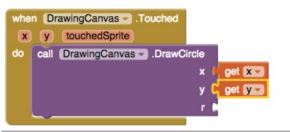 when DrawingCanvas .Touched
x y touchedSprite
do call DrawingCanvas .DrawCircle
x get x
y get y
r